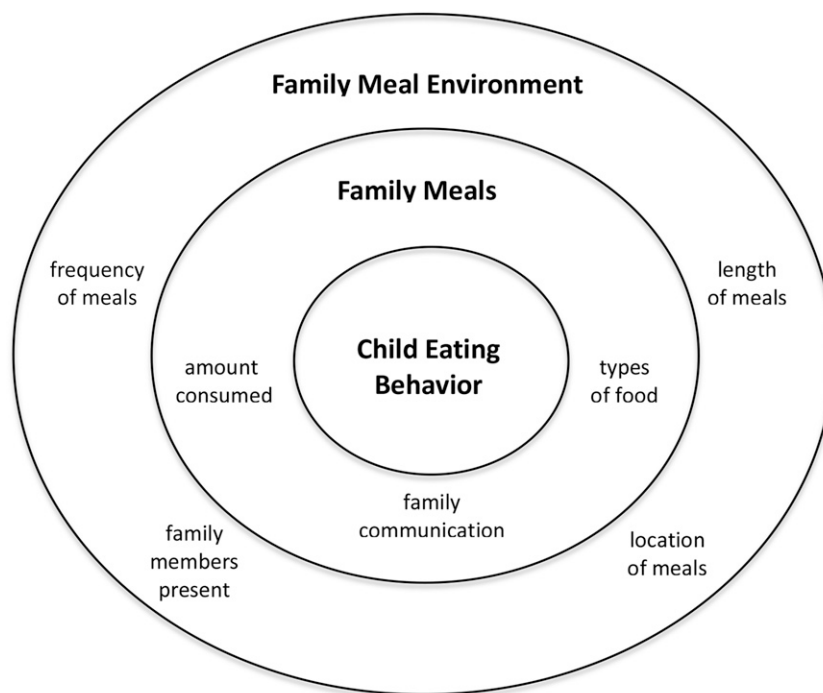 Family Meal Environment
Family Meals
frequency
of meals
length
of meals
Child Eating
Behavior
amount
consumed
types
of food
family
communication
family
members
present
location
of meals